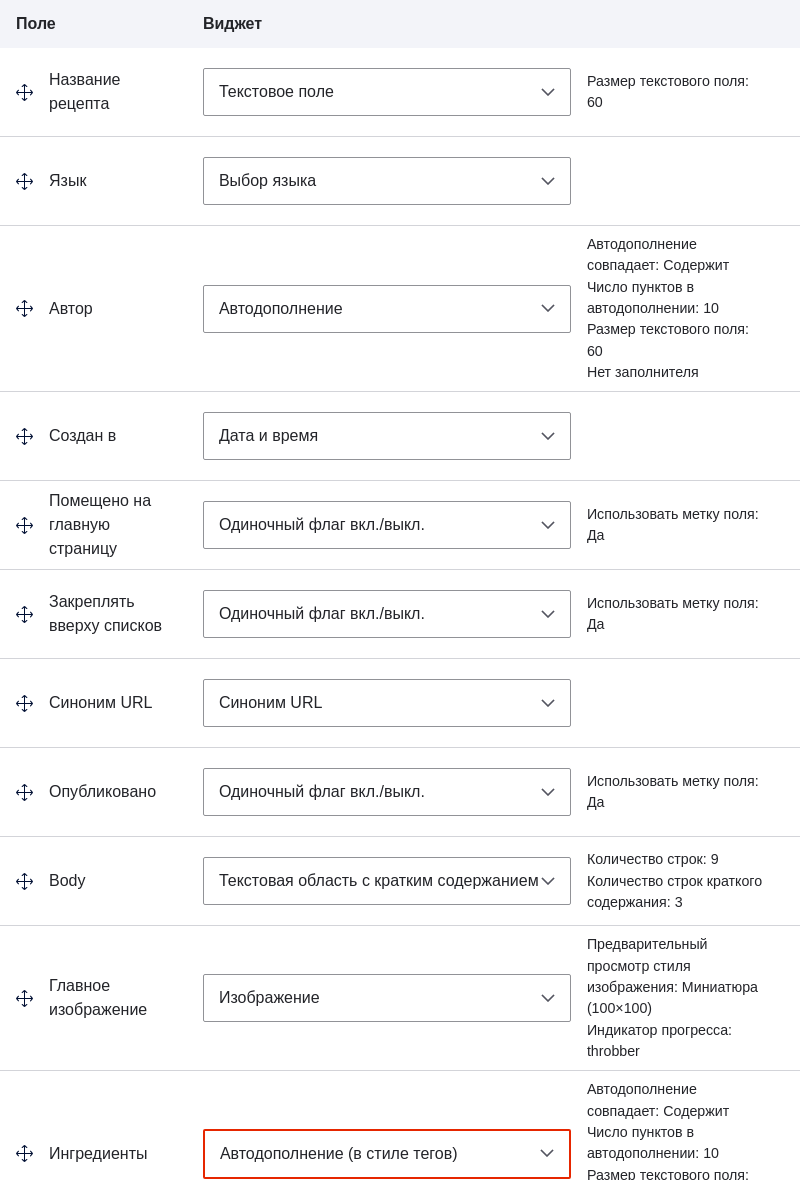 Поле
Виджет
Название
рецепта
Текстовое поле
Размер текстового поля:
60
Язык
Выбор языка
Автор
Автодополнение
Автодополнение
совпадает: Содержит
Число пунктов в
автодополнении: 10
Размер текстового поля:
60
Нет заполнителя
Создан в
Дата и время
Помещено на
главную
страницу
Одиночный флаг вкл./выкл.
Использовать метку поля:
Да
Закреплять
вверху списков
Одиночный флаг вкл./выкл.
Использовать метку поля:
Да
Синоним URL
Синоним URL
Опубликовано
Одиночный флаг вкл./выкл.
Использовать метку поля:
Да
Body
Текстовая область с кратким содержанием
Количество строк: 9
Количество строк краткого
содержания: 3
Главное
изображение
Изображение
Предварительный
просмотр стиля
изображения: Миниатюра
(100×100)
Индикатор прогресса:
throbber
Ингредиенты
Автодополнение (в стиле тегов)
Автодополнение
совпадает: Содержит
Число пунктов в
автодополнении: 10
Размер текстового поля: